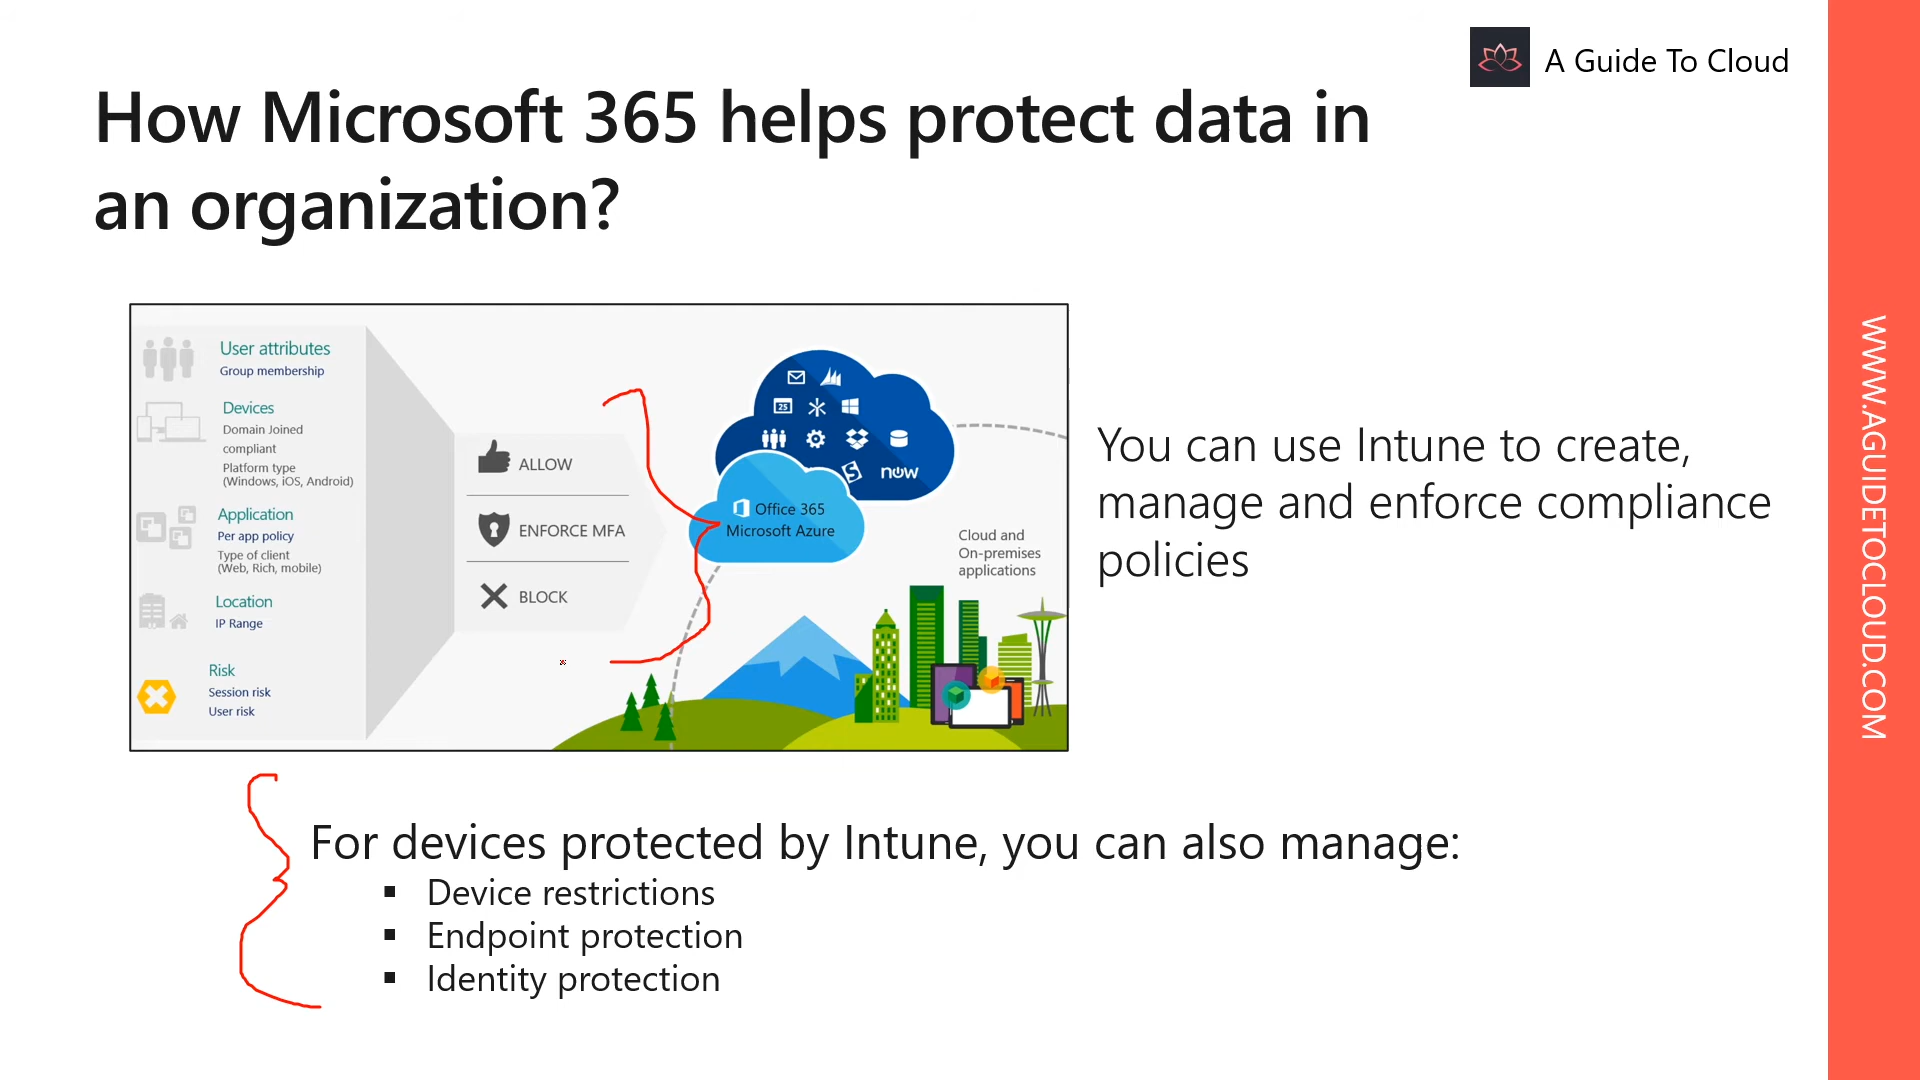 A Guide To Cloud
How Microsoft 365 helps protect data in
an organization?
User attributes
Group membership
Devices
Domain Joined
compliant
Platform type
(Windows, iOS, Android)
Application
Per app policy
Type of client
(Web, Rich, mobile)
Location
IP Range
Risk
Session risk
User risk
ALLOW
ENFORCE MFA
BLOCK
25
now
Office 365
Microsoft Azure
Cloud and
On-premises
applications
You can use Intune to create,
manage and enforce compliance
policies
For devices protected by Intune, you can also manage:
▪ Device restrictions
▪ Endpoint protection
▪ Identity protection
WWW.AGUIDETOCLOUD.COM